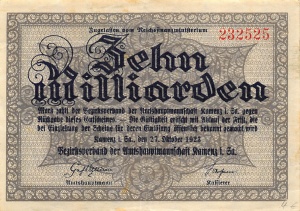 Zugelassen vom Reichsfinanzministerium
232525
Zehn
Milliarden
Mark zahlt der Bezirksverband der Amtshauptmannschaft Kamenz i. Sa. gegen
Rückgabe dieses Gutscheines. — Die Gültigkeit erlischt mit Ablauf der Frist, die
bei Einziehung der Scheine für deren Einlösung öffentlich bekannt gemacht wird
Kamenz i. Sa., den 27. Oktober 1923
Bezirksverband der Amtshauptmannschaft Kamenz i. Sa.
Amtshauptmann Kassierer